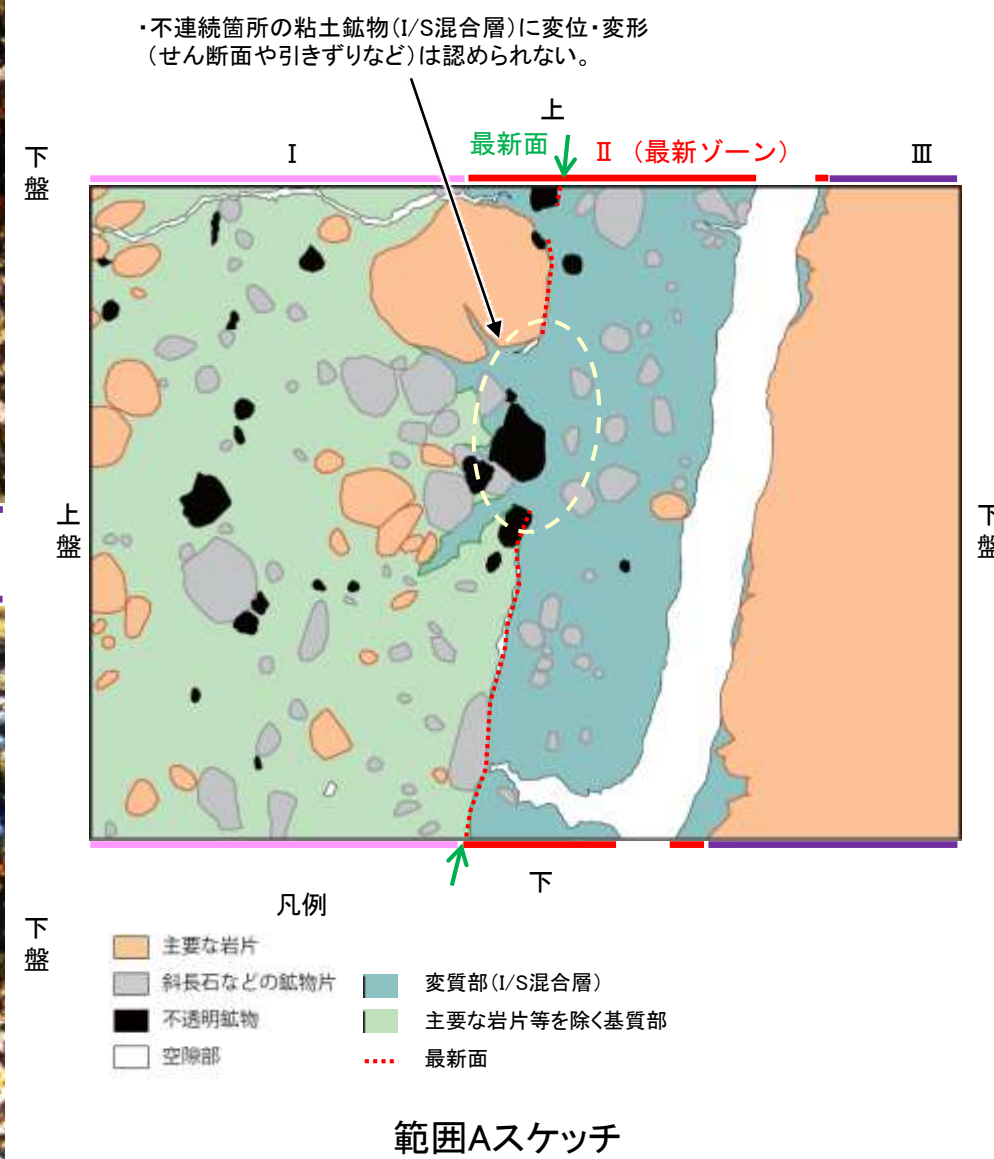 ・不連続箇所の粘土鉱物(I/S混合層)に変位・変形
(せん断面や引きずりなど)は認められない。
上
下盤
Ⅰ
最新面
Ⅱ （最新ゾーン）
Ⅲ
上盤
下盤
下
凡例
下盤
主要な岩片
斜長石などの鉱物片
変質部(I/S混合層)
不透明鉱物
主要な岩片等を除く基質部
空隙部
最新面
範囲Aスケッチ